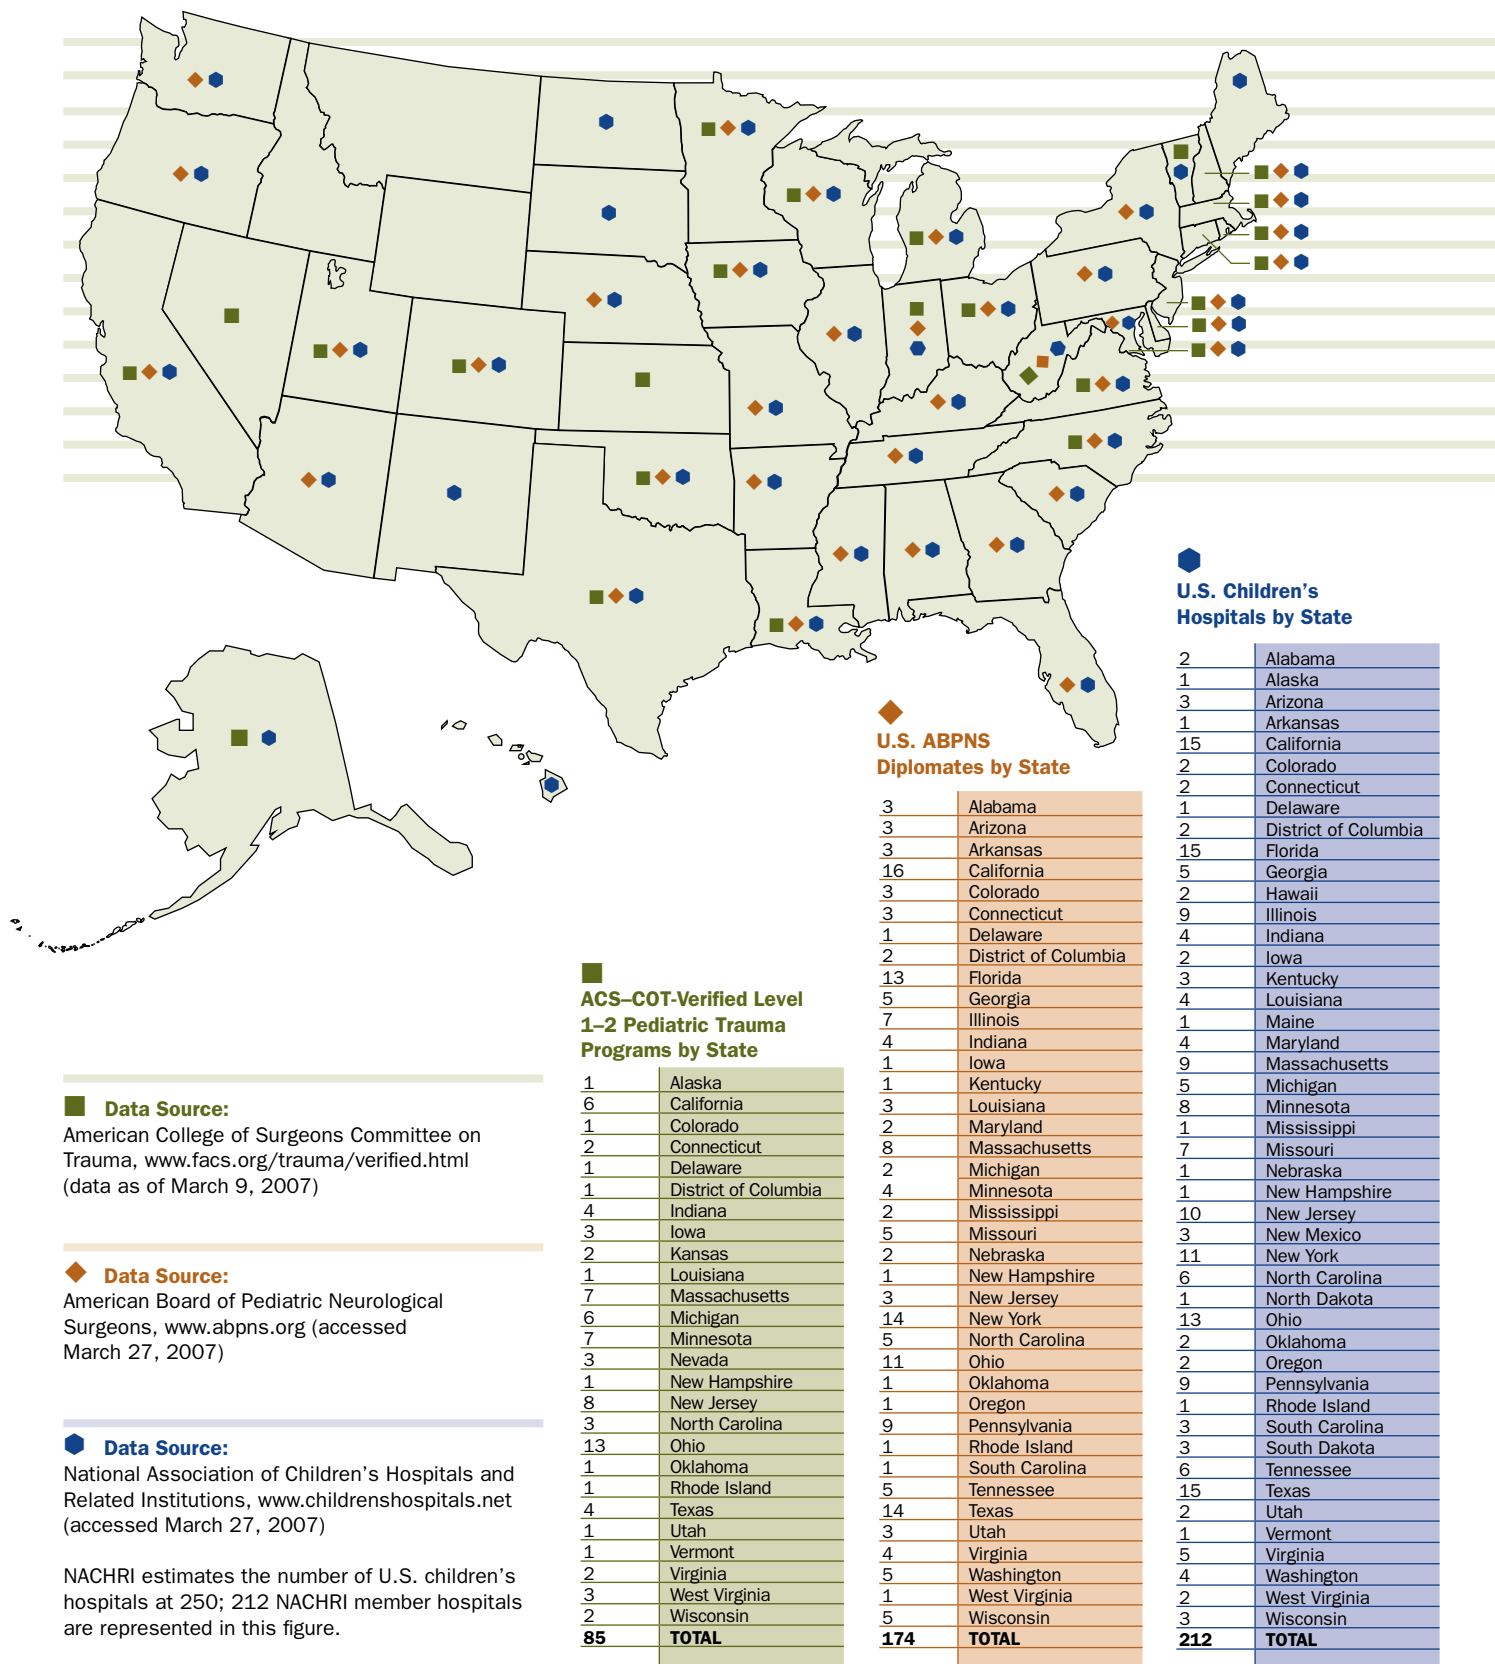 U.S. Children's
Hospitals by State
2 Alabama
1 Alaska
3 Arizona
1 Arkansas
15 California
2 Colorado
2 Connecticut
1 Delaware
2 District of Columbia
15 Florida
5 Georgia
2 Hawaii
9 Illinois
4 Indiana
2 Iowa
3 Kentucky
4 Louisiana
1 Maine
4 Maryland
9 Massachusetts
5 Michigan
8 Minnesota
1 Mississippi
7 Missouri
1 Nebraska
1 New Hampshire
10 New Jersey
3 New Mexico
11 New York
6 North Carolina
1 North Dakota
13 Ohio
2 Oklahoma
2 Oregon
9 Pennsylvania
1 Rhode Island
3 South Carolina
3 South Dakota
6 Tennessee
15 Texas
2 Utah
1 Vermont
5 Virginia
4 Washington
2 West Virginia
3 Wisconsin
212 TOTAL
U.S. ABPNS
Diplomates by State
3 Alabama
3 Arizona
3 Arkansas
16 California
3 Colorado
3 Connecticut
1 Delaware
2 District of Columbia
13 Florida
5 Georgia
7 Illinois
4 Indiana
1 Iowa
1 Kentucky
3 Louisiana
2 Maryland
8 Massachusetts
2 Michigan
4 Minnesota
2 Mississippi
5 Missouri
2 Nebraska
1 New Hampshire
3 New Jersey
14 New York
5 North Carolina
11 Ohio
1 Oklahoma
1 Oregon
9 Pennsylvania
1 Rhode Island
1 South Carolina
5 Tennessee
14 Texas
3 Utah
4 Virginia
5 Washington
1 West Virginia
5 Wisconsin
174 TOTAL
ACS–COT-Verified Level
1–2 Pediatric Trauma
Programs by State
1 Alaska
6 California
1 Colorado
2 Connecticut
1 Delaware
1 District of Columbia
4 Indiana
3 Iowa
2 Kansas
1 Louisiana
7 Massachusetts
6 Michigan
7 Minnesota
3 Nevada
1 New Hampshire
8 New Jersey
3 North Carolina
13 Ohio
1 Oklahoma
1 Rhode Island
4 Texas
1 Utah
1 Vermont
2 Virginia
3 West Virginia
2 Wisconsin
85 TOTAL
Data Source:
American College of Surgeons Committee on
Trauma, www.facs.org/trauma/verified.html
(data as of March 9, 2007)
Data Source:
American Board of Pediatric Neurological
Surgeons, www.abpns.org (accessed
March 27, 2007)
Data Source:
National Association of Children's Hospitals and
Related Institutions, www.childrenshospitals.net
(accessed March 27, 2007)
NACHRI estimates the number of U.S. children's
hospitals at 250; 212 NACHRI member hospitals
are represented in this figure.